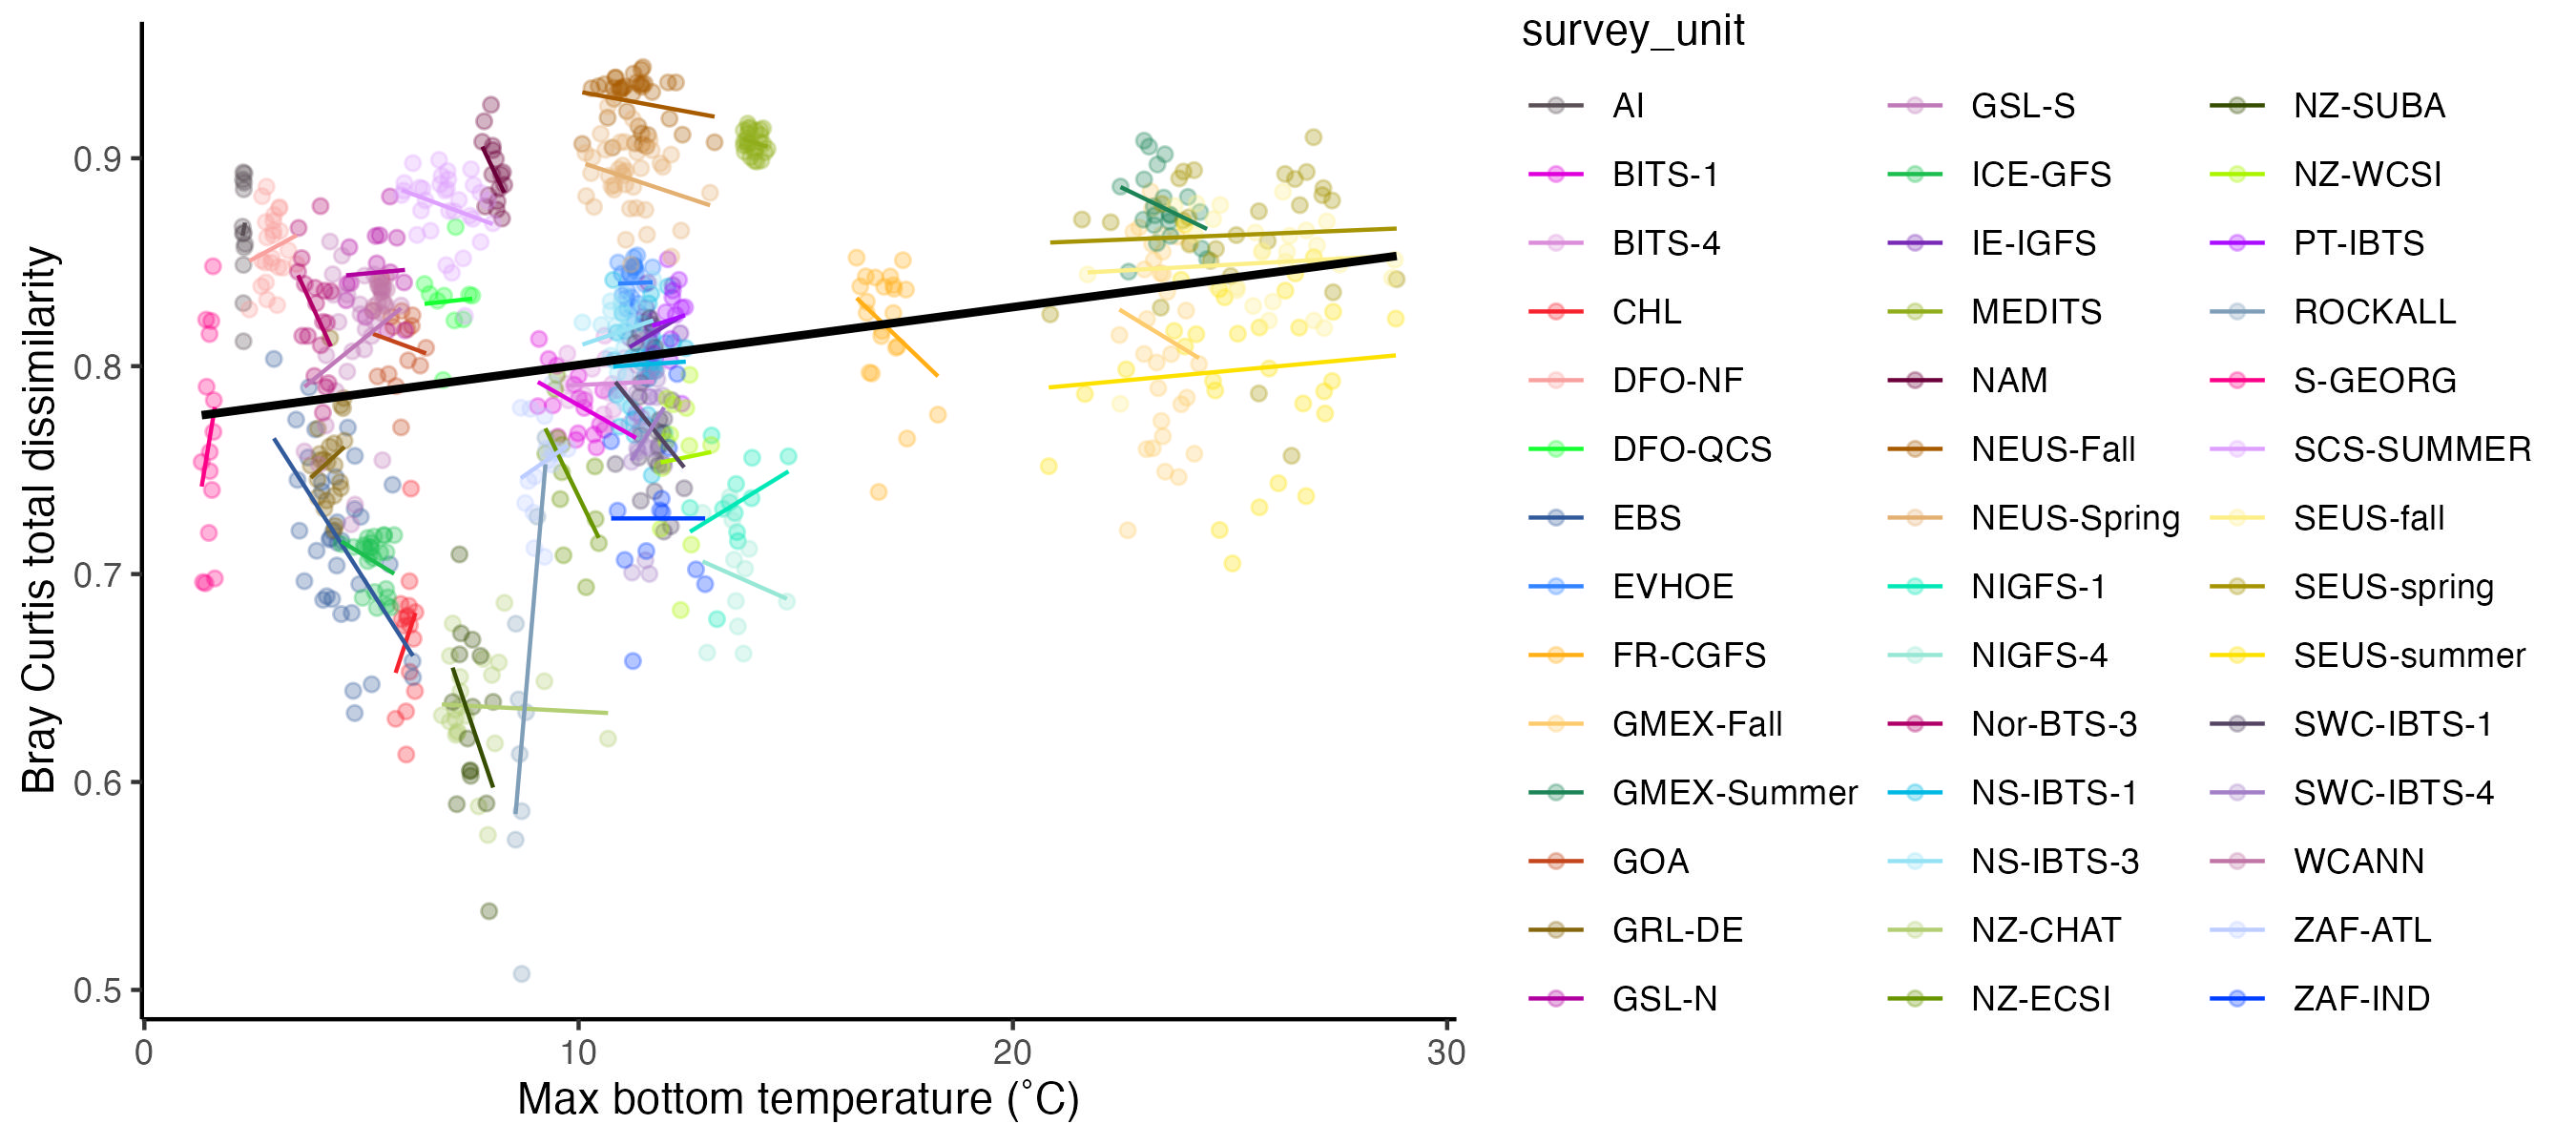 survey_unit
AI
BITS-1
BITS-4
CHL
DFO-NF
DFO-QCS
EBS
EVHOE
FR-CGFS
GMEX-Fall
GMEX-Summer
GOA
GRL-DE
GSL-N
GSL-S
ICE-GFS
IE-IGFS
MEDITS
NAM
NEUS-Fall
NEUS-Spring
NIGFS-1
NIGFS-4
Nor-BTS-3
NS-IBTS-1
NS-IBTS-3
NZ-CHAT
NZ-ECSI
NZ-SUBA
NZ-WCSI
PT-IBTS
ROCKALL
S-GEORG
SCS-SUMMER
SEUS-fall
SEUS-spring
SEUS-summer
SWC-IBTS-1
SWC-IBTS-4
WCANN
ZAF-ATL
ZAF-IND
Bray Curtis total dissimilarity
0.9
0.8
0.7
0.6
0.5
0
10
20
30
Max bottom temperature (˚C)